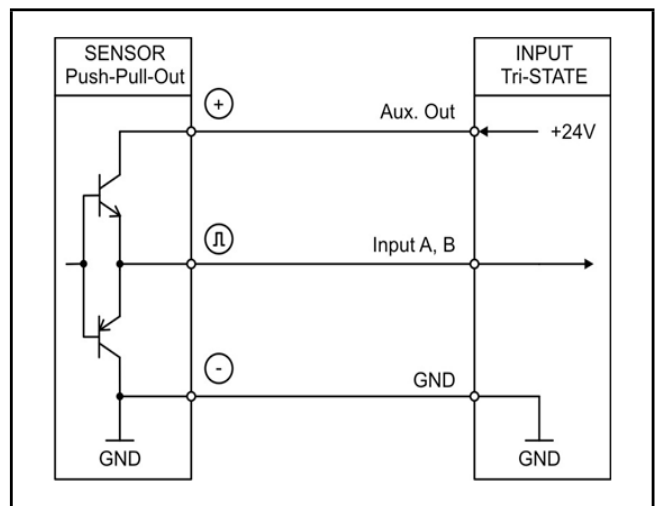 SENSOR
Push-Pull-Out
INPUT
Tri-STATE
+
Aux. Out
+24V
Input A, B
-
GND
GND
GND